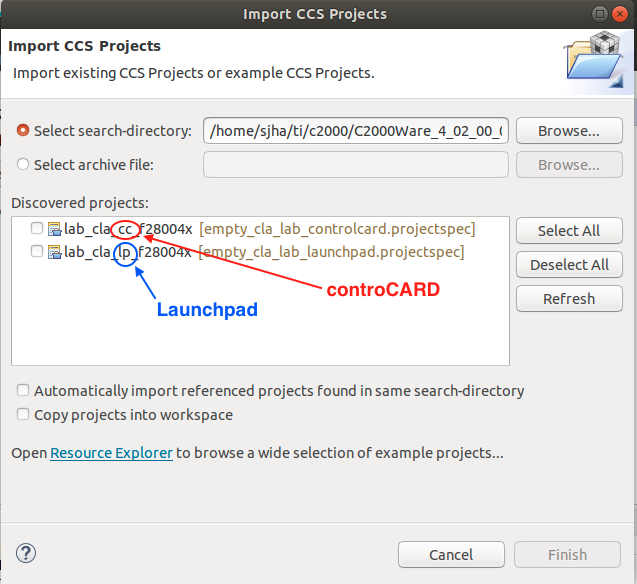 Import CCS Projects
Import CCS Projects
Import existing CCS Projects or example CCS Projects.
Select search-directory: /home/sjha/ti/c2000/C2000Ware_4_02_00_0 Browse...
Select archive file: Browse...
Discovered projects:
lab_cla_cc_f28004x [empty_cla_lab_controlcard.projectspec] Select All
lab_cla_lp_f28004x [empty_cla_lab_launchpad.projectspec]
Deselect All
controCARD
Refresh
Launchpad
Automatically import referenced projects found in same search-directory
Copy projects into workspace
Open Resource Explorer to browse a wide selection of example projects...
? Cancel Finish